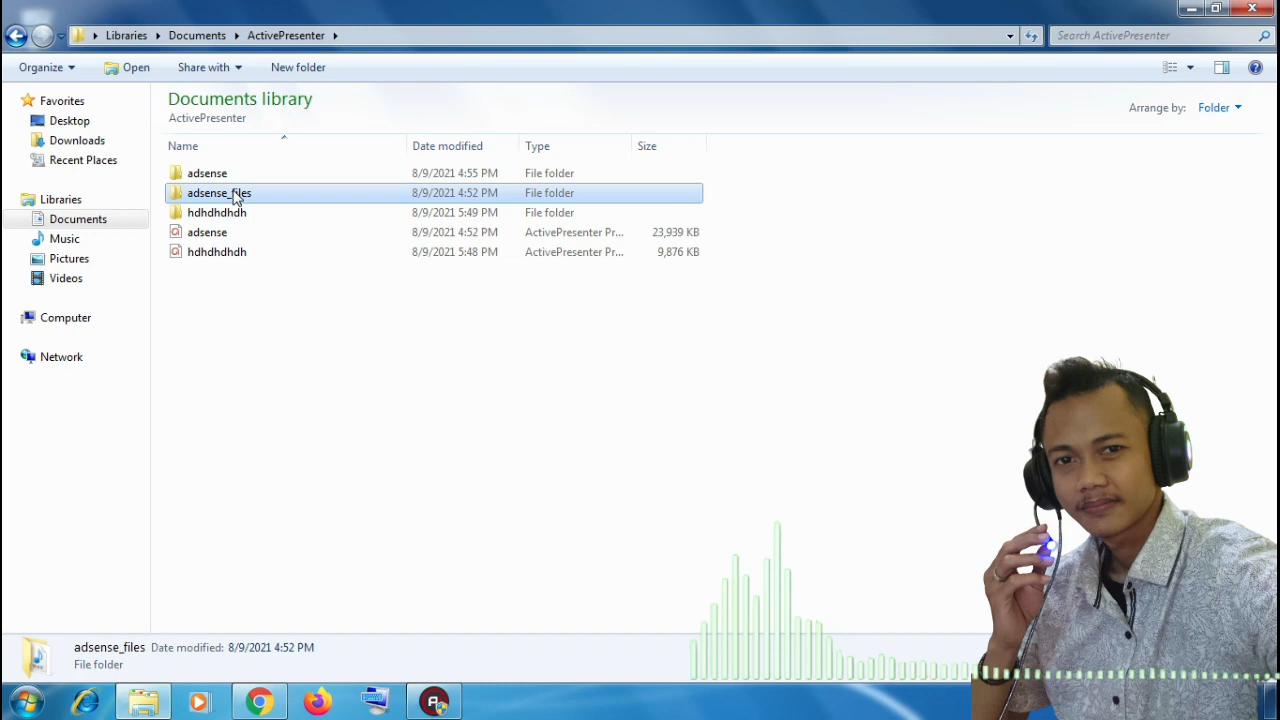 Libraries Documents ActivePresenter
Search ActivePresenter
Organize Open Share with New folder
Favorites
Desktop
Downloads
Recent Places
Libraries
Documents
Music
Pictures
Videos
Computer
Network
Documents library
ActivePresenter
Arrange by: Folder
Name Date modified Type Size
adsense 8/9/2021 4:55 PM File folder
adsense_files 8/9/2021 4:52 PM File folder
hdhdhdhdh 8/9/2021 5:49 PM File folder
adsense 8/9/2021 4:52 PM ActivePresenter Pr... 23,939 KB
hdhdhdhdh 8/9/2021 5:48 PM ActivePresenter Pr... 9,876 KB
adsense_files Date modified: 8/9/2021 4:52 PM
File folder